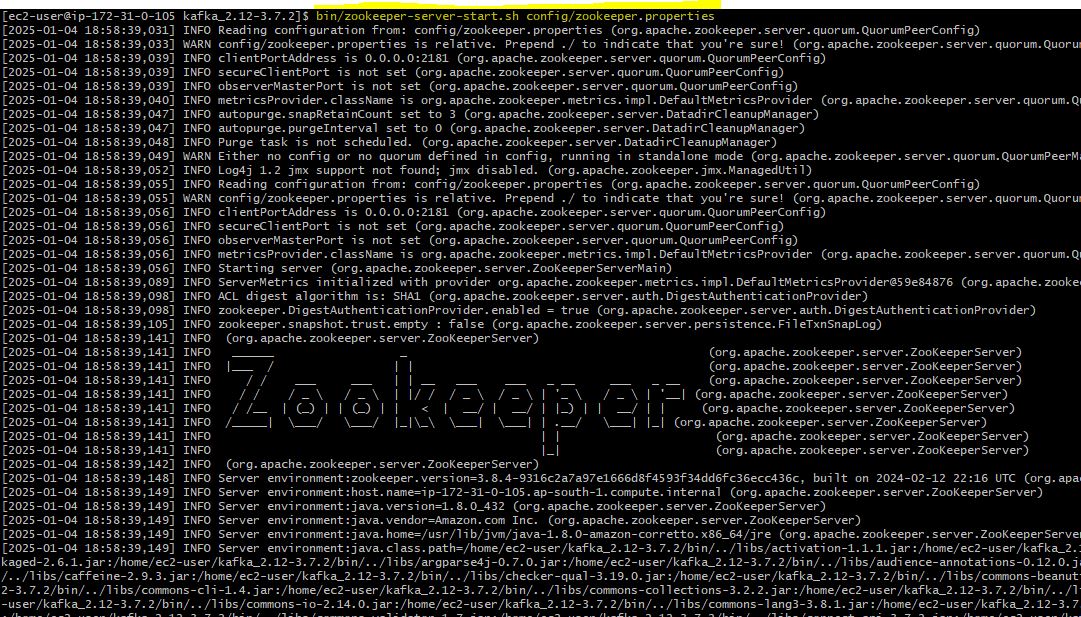 [ec2-user@ip-172-31-0-105 kafka_2.12-3.7.2]$ bin/zookeeper-server-start.sh config/zookeeper.properties
[2025-01-04 18:58:39,031] INFO Reading configuration from: config/zookeeper.properties (org.apache.zookeeper.server.quorum.QuorumPeerConfig)
[2025-01-04 18:58:39,033] WARN config/zookeeper.properties is relative. Prepend ./ to indicate that you're sure! (org.apache.zookeeper.server.quorum.Quoru
[2025-01-04 18:58:39,039] INFO clientPortAddress is 0.0.0.0:2181 (org.apache.zookeeper.server.quorum.QuorumPeerConfig)
[2025-01-04 18:58:39,039] INFO secureClientPort is not set (org.apache.zookeeper.server.quorum.QuorumPeerConfig)
[2025-01-04 18:58:39,039] INFO observerMasterPort is not set (org.apache.zookeeper.server.quorum.QuorumPeerConfig)
[2025-01-04 18:58:39,040] INFO metricsProvider.className is org.apache.zookeeper.metrics.impl.DefaultMetricsProvider (org.apache.zookeeper.server.quorum.Q
[2025-01-04 18:58:39,047] INFO autopurge.snapRetainCount set to 3 (org.apache.zookeeper.server.DatadirCleanupManager)
[2025-01-04 18:58:39,047] INFO autopurge.purgeInterval set to 0 (org.apache.zookeeper.server.DatadirCleanupManager)
[2025-01-04 18:58:39,048] INFO Purge task is not scheduled. (org.apache.zookeeper.server.DatadirCleanupManager)
[2025-01-04 18:58:39,049] WARN Either no config or no quorum defined in config, running in standalone mode (org.apache.zookeeper.server.quorum.QuorumPeerM
[2025-01-04 18:58:39,052] INFO Log4j 1.2 jmx support not found; jmx disabled. (org.apache.zookeeper.jmx.ManagedUtil)
[2025-01-04 18:58:39,055] INFO Reading configuration from: config/zookeeper.properties (org.apache.zookeeper.server.quorum.QuorumPeerConfig)
[2025-01-04 18:58:39,055] WARN config/zookeeper.properties is relative. Prepend ./ to indicate that you're sure! (org.apache.zookeeper.server.quorum.Quoru
[2025-01-04 18:58:39,056] INFO clientPortAddress is 0.0.0.0:2181 (org.apache.zookeeper.server.quorum.QuorumPeerConfig)
[2025-01-04 18:58:39,056] INFO secureClientPort is not set (org.apache.zookeeper.server.quorum.QuorumPeerConfig)
[2025-01-04 18:58:39,056] INFO observerMasterPort is not set (org.apache.zookeeper.server.quorum.QuorumPeerConfig)
[2025-01-04 18:58:39,056] INFO metricsProvider.className is org.apache.zookeeper.metrics.impl.DefaultMetricsProvider (org.apache.zookeeper.server.quorum.Q
[2025-01-04 18:58:39,056] INFO Starting server (org.apache.zookeeper.server.ZooKeeperServerMain)
[2025-01-04 18:58:39,089] INFO ServerMetrics initialized with provider org.apache.zookeeper.metrics.impl.DefaultMetricsProvider@59e84876 (org.apache.zooke
[2025-01-04 18:58:39,098] INFO ACL digest algorithm is: SHA1 (org.apache.zookeeper.server.auth.DigestAuthenticationProvider)
[2025-01-04 18:58:39,098] INFO zookeeper.DigestAuthenticationProvider.enabled = true (org.apache.zookeeper.server.auth.DigestAuthenticationProvider)
[2025-01-04 18:58:39,105] INFO zookeeper.snapshot.trust.empty : false (org.apache.zookeeper.server.persistence.FileTxnSnapLog)
[2025-01-04 18:58:39,141] INFO  (org.apache.zookeeper.server.ZooKeeperServer)
[2025-01-04 18:58:39,141] INFO   ______                  _                                           (org.apache.zookeeper.server.ZooKeeperServer)
[2025-01-04 18:58:39,141] INFO  |___  /                 | |                                          (org.apache.zookeeper.server.ZooKeeperServer)
[2025-01-04 18:58:39,141] INFO     / /    ___    ___    | | __   ___    ___   _ __    ___   _ __     (org.apache.zookeeper.server.ZooKeeperServer)
[2025-01-04 18:58:39,141] INFO    / /    / _ \  / _ \   | |/ /  / _ \  / _ \ | '_ \  / _ \ | '__| (org.apache.zookeeper.server.ZooKeeperServer)
[2025-01-04 18:58:39,141] INFO   / /__  | (_) | | (_) | |   <  |  __/ |  __/ | |_) | |  __/ | |     (org.apache.zookeeper.server.ZooKeeperServer)
[2025-01-04 18:58:39,141] INFO  /_____|  \___/   \___/  |_|\_\  \___|  \___| | .__/   \___| |_| (org.apache.zookeeper.server.ZooKeeperServer)
[2025-01-04 18:58:39,141] INFO                                               | |                      (org.apache.zookeeper.server.ZooKeeperServer)
[2025-01-04 18:58:39,141] INFO                                               |_|                      (org.apache.zookeeper.server.ZooKeeperServer)
[2025-01-04 18:58:39,142] INFO  (org.apache.zookeeper.server.ZooKeeperServer)
[2025-01-04 18:58:39,148] INFO Server environment:zookeeper.version=3.8.4-9316c2a7a97e1666d8f4593f34dd6fc36ecc436c, built on 2024-02-12 22:16 UTC (org.apa
[2025-01-04 18:58:39,149] INFO Server environment:host.name=ip-172-31-0-105.ap-south-1.compute.internal (org.apache.zookeeper.server.ZooKeeperServer)
[2025-01-04 18:58:39,149] INFO Server environment:java.version=1.8.0_432 (org.apache.zookeeper.server.ZooKeeperServer)
[2025-01-04 18:58:39,149] INFO Server environment:java.vendor=Amazon.com Inc. (org.apache.zookeeper.server.ZooKeeperServer)
[2025-01-04 18:58:39,149] INFO Server environment:java.home=/usr/lib/jvm/java-1.8.0-amazon-corretto.x86_64/jre (org.apache.zookeeper.server.ZooKeeperServe
[2025-01-04 18:58:39,149] INFO Server environment:java.class.path=/home/ec2-user/kafka_2.12-3.7.2/bin/../libs/activation-1.1.1.jar:/home/ec2-user/kafka_2.
kaged-2.6.1.jar:/home/ec2-user/kafka_2.12-3.7.2/bin/../libs/argparse4j-0.7.0.jar:/home/ec2-user/kafka_2.12-3.7.2/bin/../libs/audience-annotations-0.12.0.j
/../libs/caffeine-2.9.3.jar:/home/ec2-user/kafka_2.12-3.7.2/bin/../libs/checker-qual-3.19.0.jar:/home/ec2-user/kafka_2.12-3.7.2/bin/../libs/commons-beanut
2-3.7.2/bin/../libs/commons-cli-1.4.jar:/home/ec2-user/kafka_2.12-3.7.2/bin/../libs/commons-collections-3.2.2.jar:/home/ec2-user/kafka_2.12-3.7.2/bin/../l
-user/kafka_2.12-3.7.2/bin/../libs/commons-io-2.14.0.jar:/home/ec2-user/kafka_2.12-3.7.2/bin/../libs/commons-lang3-3.8.1.jar:/home/ec2-user/kafka_2.12-3.7